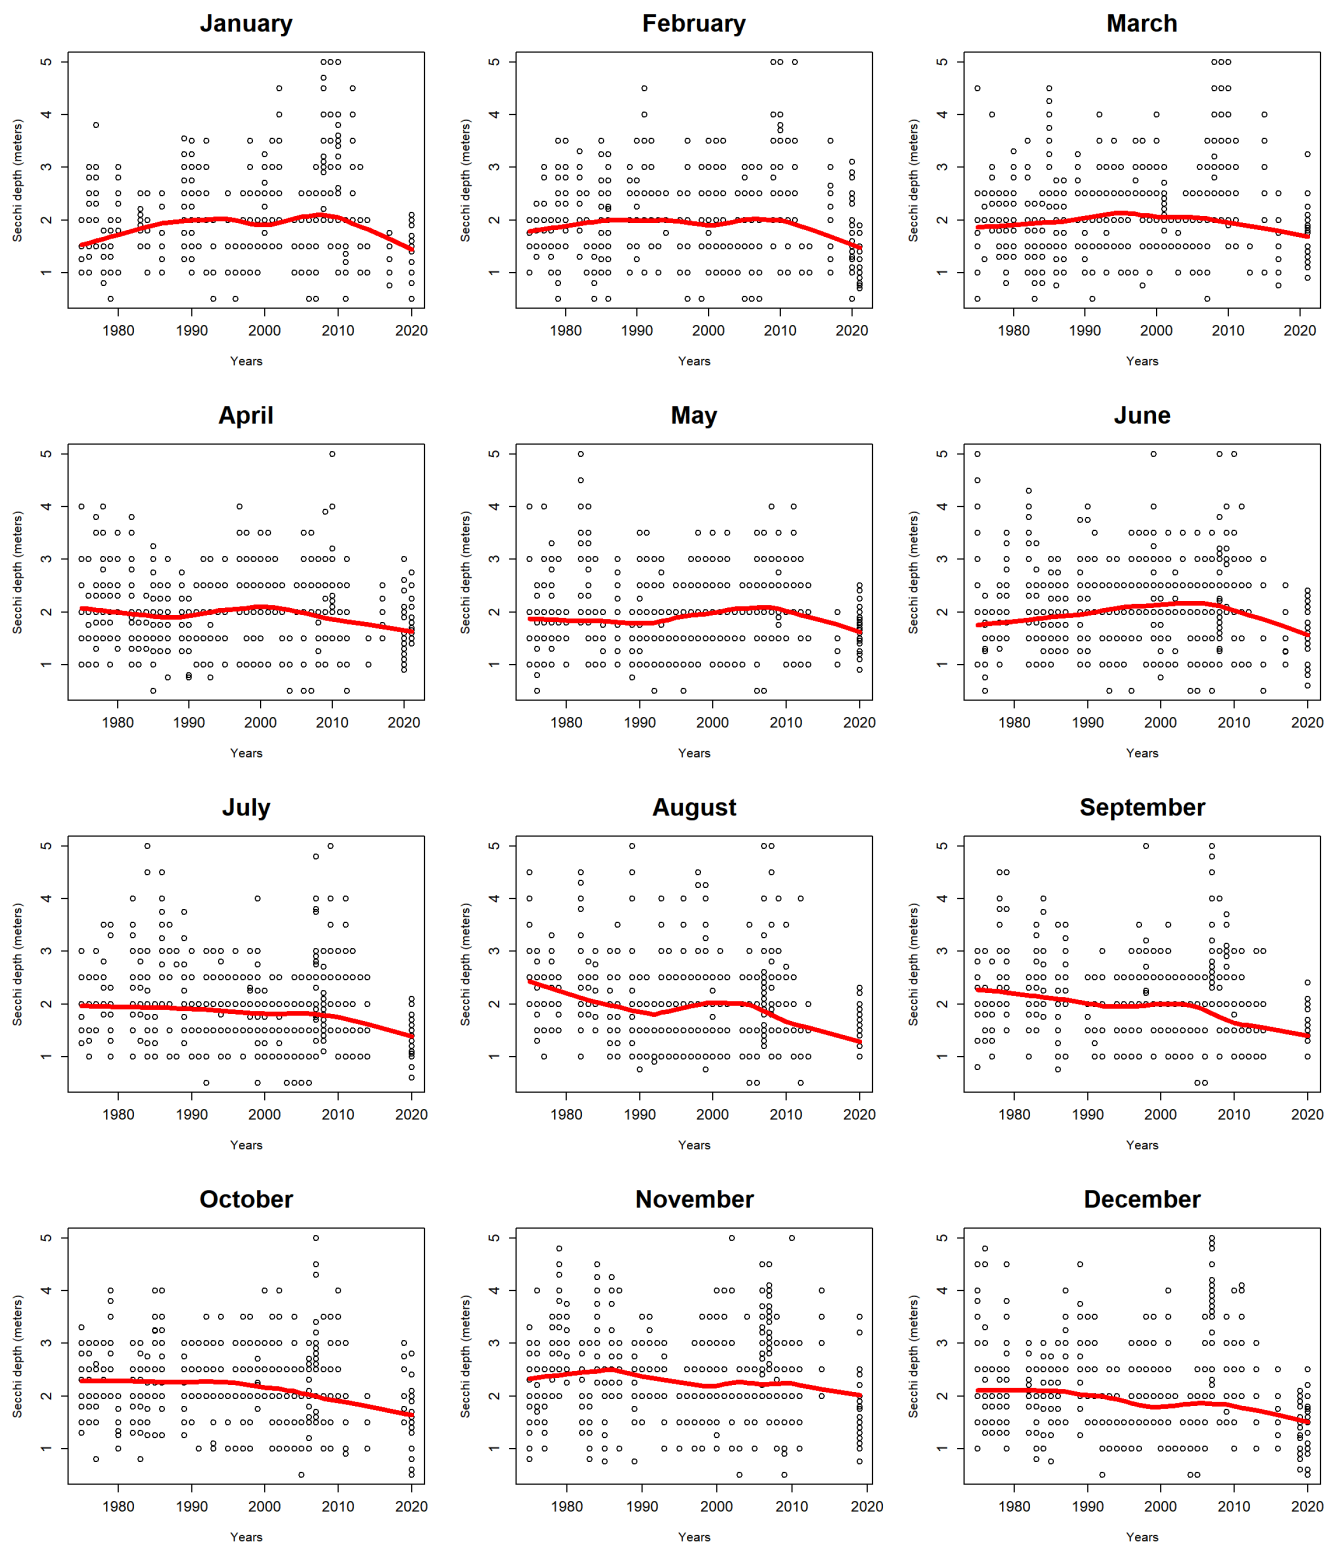 January February March
Secchi depth (meters) 5 4 3 2 1 Secchi depth (meters) 5 4 3 2 1 Secchi depth (meters) 5 4 3 2 1
1980 1990 2000 2010 2020 1980 1990 2000 2010 2020 1980 1990 2000 2010 2020
Years Years Years
April May June
Secchi depth (meters) 5 4 3 2 1 Secchi depth (meters) 5 4 3 2 1 Secchi depth (meters) 5 4 3 2 1
1980 1990 2000 2010 2020 1980 1990 2000 2010 2020 1980 1990 2000 2010 2020
Years Years Years
July August September
Secchi depth (meters) 5 4 3 2 1 Secchi depth (meters) 5 4 3 2 1 Secchi depth (meters) 5 4 3 2 1
1980 1990 2000 2010 2020 1980 1990 2000 2010 2020 1980 1990 2000 2010 2020
Years Years Years
October November December
Secchi depth (meters) 5 4 3 2 1 Secchi depth (meters) 5 4 3 2 1 Secchi depth (meters) 5 4 3 2 1
1980 1990 2000 2010 2020 1980 1990 2000 2010 2020 1980 1990 2000 2010 2020
Years Years Years